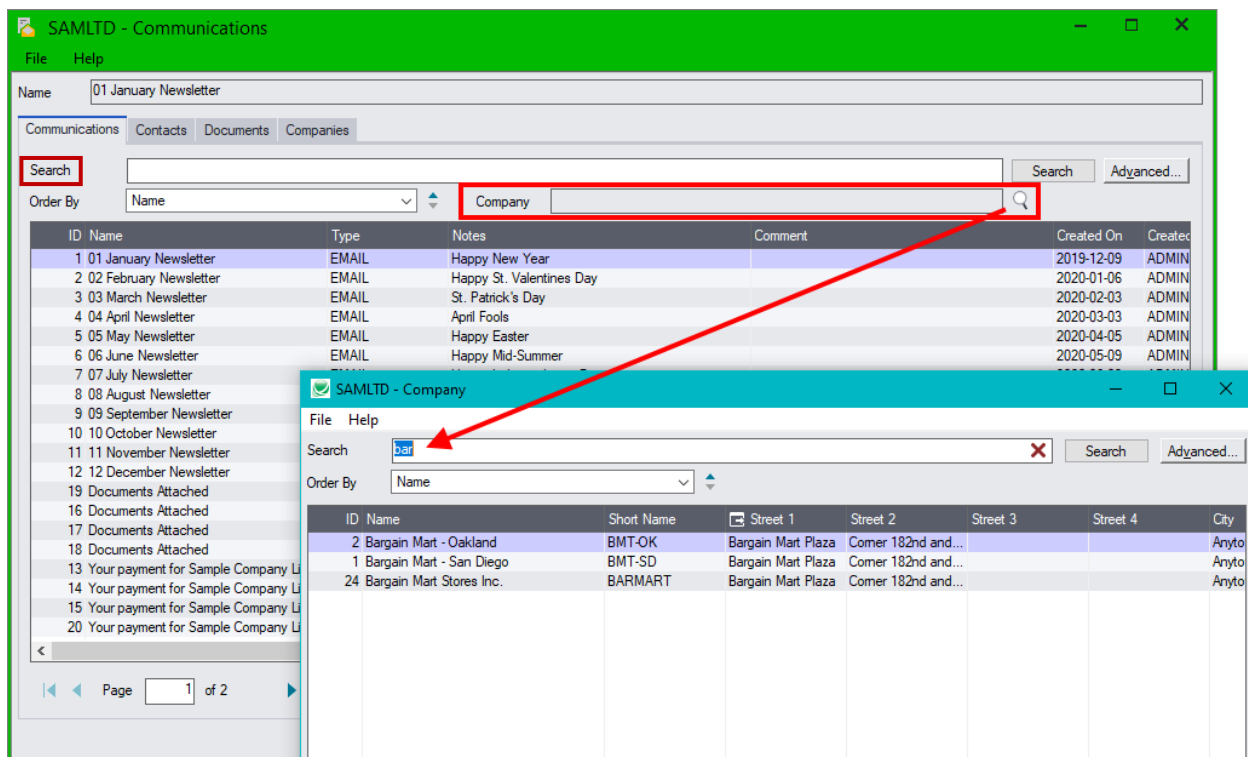 SAMLTD - Communications
File Help
Name 01 January Newsletter
Communications Contacts Documents Companies
Search Search Advanced...
Order By Name Company
ID Name Type Notes Comment Created On Created
1 01 January Newsletter EMAIL Happy New Year 2019-12-09 ADMIN
2 02 February Newsletter EMAIL Happy St. Valentines Day 2020-01-06 ADMIN
3 03 March Newsletter EMAIL St. Patrick's Day 2020-02-03 ADMIN
4 04 April Newsletter EMAIL April Fools 2020-03-03 ADMIN
5 05 May Newsletter EMAIL Happy Easter 2020-04-05 ADMIN
6 06 June Newsletter EMAIL Happy Mid-Summer 2020-05-09 ADMIN
7 07 July Newsletter
8 08 August Newsletter
9 09 September Newsletter
10 10 October Newsletter
11 11 November Newsletter
12 12 December Newsletter
19 Documents Attached
16 Documents Attached
17 Documents Attached
18 Documents Attached
13 Your payment for Sample Company Li
14 Your payment for Sample Company Li
15 Your payment for Sample Company Li
20 Your payment for Sample Company Li
Page 1 of 2
SAMLTD - Company
File Help
Search bar Search Advanced...
Order By Name
ID Name Short Name Street 1 Street 2 Street 3 Street 4 City
2 Bargain Mart - Oakland BMT-OK Bargain Mart Plaza Corner 182nd and... Anyto
1 Bargain Mart - San Diego BMT-SD Bargain Mart Plaza Corner 182nd and... Anyto
24 Bargain Mart Stores Inc. BARMART Bargain Mart Plaza Corner 182nd and... Anyto